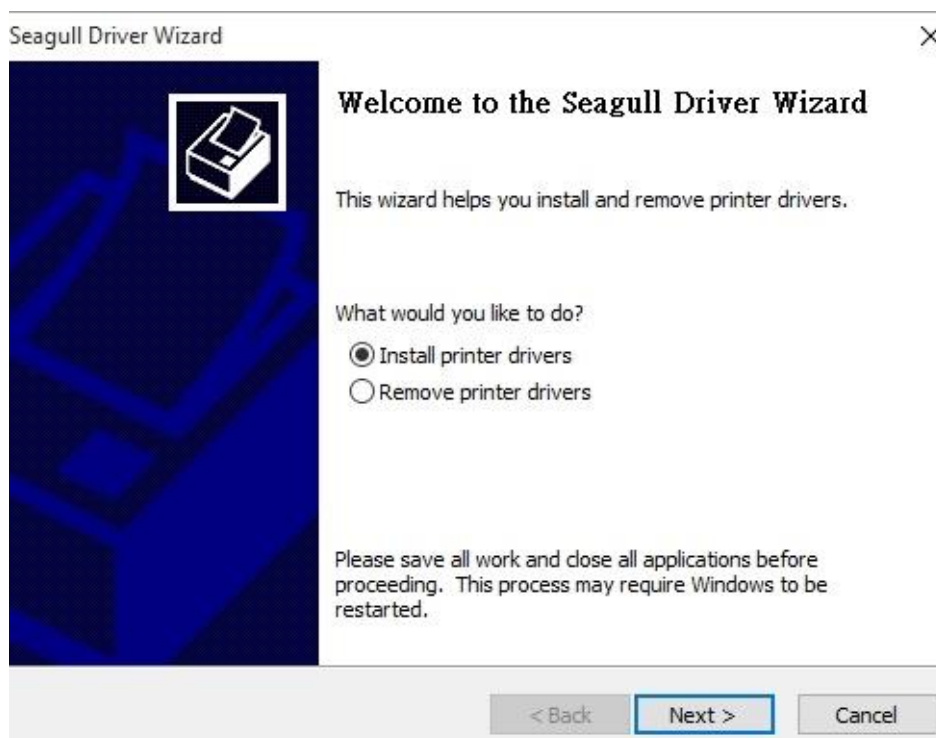 Seagull Driver Wizard
Welcome to the Seagull Driver Wizard
This wizard helps you install and remove printer drivers.
What would you like to do?
Install printer drivers
Remove printer drivers
Please save all work and close all applications before
proceeding. This process may require Windows to be
restarted.
< Back Next > Cancel